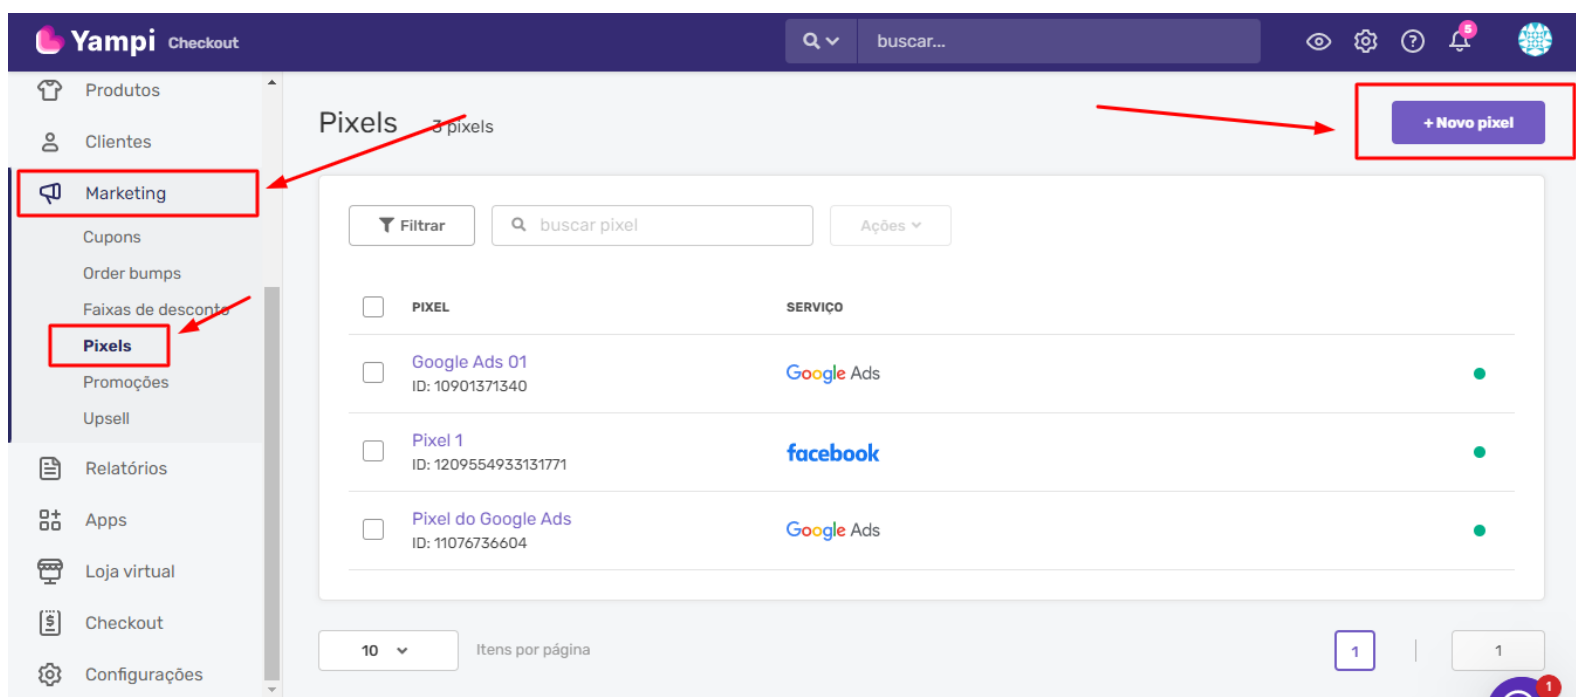 Yampi Checkout
buscar...
5
Produtos
Clientes
Marketing
Cupons
Order bumps
Faixas de desconto
Pixels
Promoções
Upsell
Relatórios
Apps
Loja virtual
Checkout
Configurações
Pixels 3 pixels
+ Novo pixel
Filtrar
buscar pixel
Ações
PIXEL SERVIÇO
Google Ads 01
ID: 10901371340
Google Ads
Pixel 1
ID: 1209554933131771
facebook
Pixel do Google Ads
ID: 11076736604
Google Ads
10 Itens por página
1 1
1